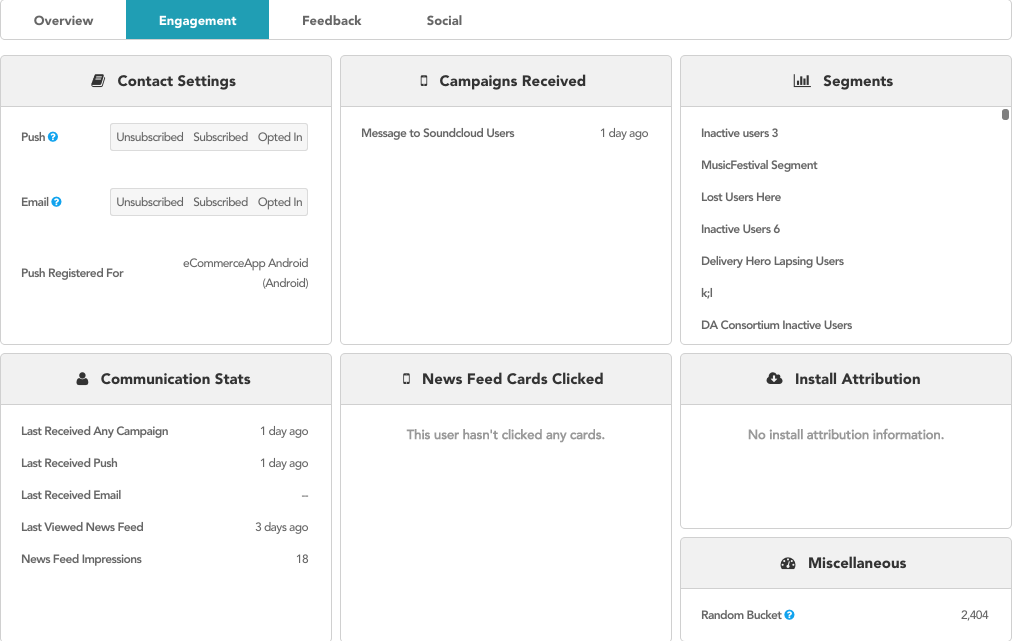 Overview Engagement Feedback Social
Contact Settings
Push
Unsubscribed Subscribed Opted In
Email
Unsubscribed Subscribed Opted In
Push Registered For
eCommerceApp Android
(Android)
Campaigns Received
Message to Soundcloud Users 1 day ago
Segments
Inactive users 3
MusicFestival Segment
Lost Users Here
Inactive Users 6
Delivery Hero Lapsing Users
k;l
DA Consortium Inactive Users
Communication Stats
Last Received Any Campaign 1 day ago
Last Received Push 1 day ago
Last Received Email --
Last Viewed News Feed 3 days ago
News Feed Impressions 18
News Feed Cards Clicked
This user hasn't clicked any cards.
Install Attribution
No install attribution information.
Miscellaneous
Random Bucket 2,404